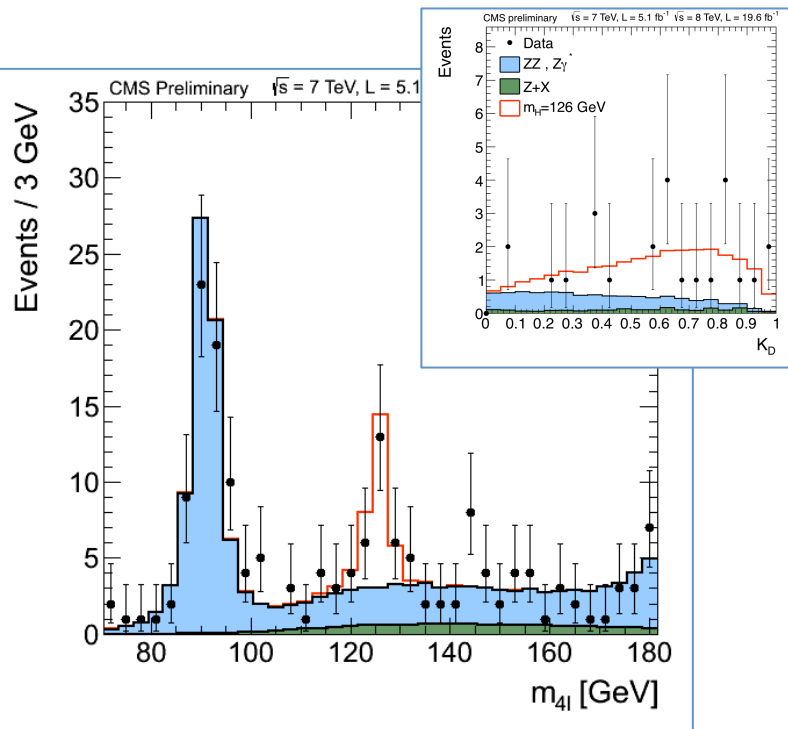 CMS Preliminary √s = 7 TeV, L = 5.1
Events / 3 GeV
35
30
25
20
15
10
5
0
80 100 120 140 160 180
m4l [GeV]
CMS preliminary √s = 7 TeV, L = 5.1 fb-1 √s = 8 TeV, L = 19.6 fb-1
Events
Data
ZZ , Zγ*
Z+X
mH=126 GeV
8
7
6
5
4
3
2
1
0
0 0.1 0.2 0.3 0.4 0.5 0.6 0.7 0.8 0.9 1
KD